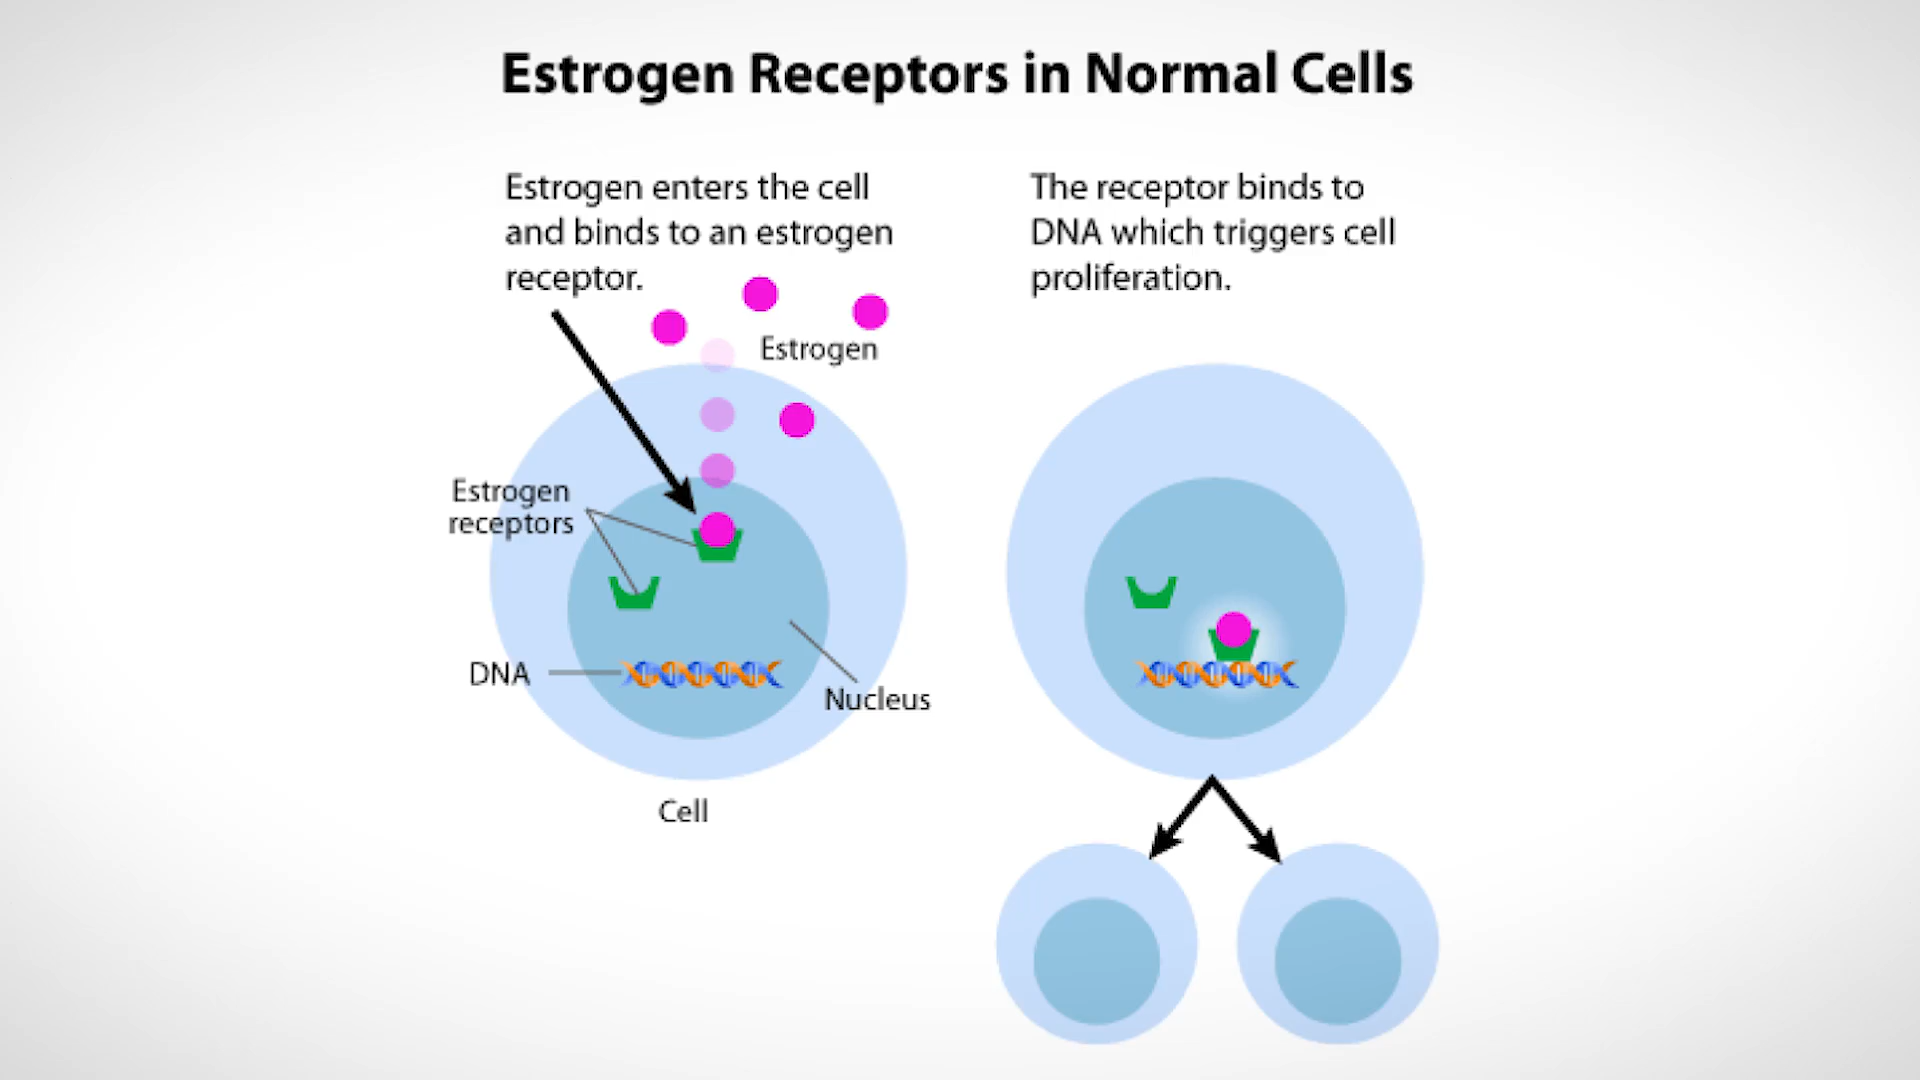 Estrogen Receptors in Normal Cells
Estrogen enters the cell
and binds to an estrogen
receptor.
The receptor binds to
DNA which triggers cell
proliferation.
Estrogen
Estrogen
receptors
DNA
Nucleus
Cell